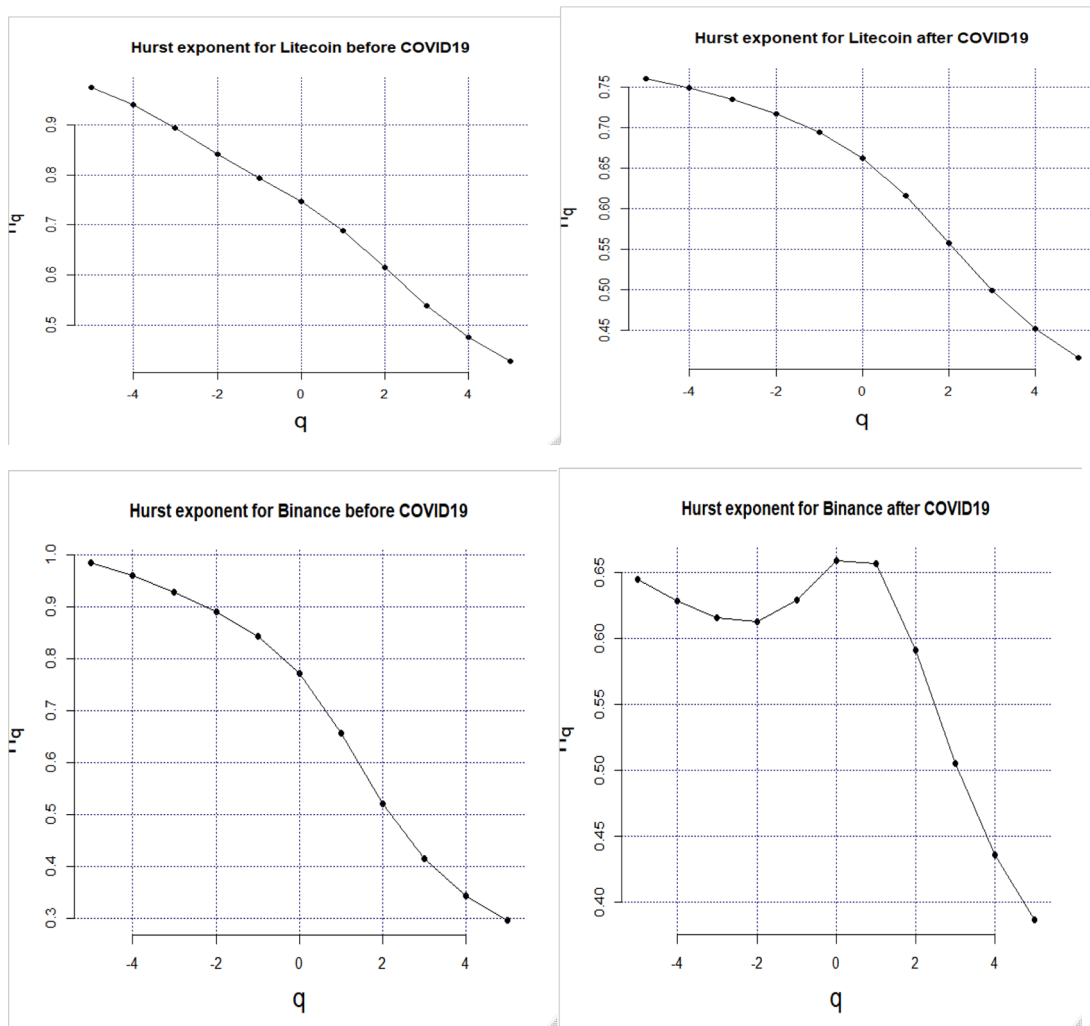 Hurst exponent for Litecoin before COVID19
0.9
0.8
0.7
0.6
0.5
-4 -2 0 2 4
q
Hurst exponent for Litecoin after COVID19
0.75
0.70
0.65
0.60
0.55
0.50
0.45
-4 -2 0 2 4
q
Hurst exponent for Binance before COVID19
1.0
0.9
0.8
0.7
0.6
0.5
0.4
0.3
-4 -2 0 2 4
q
Hurst exponent for Binance after COVID19
0.65
0.60
0.55
0.50
0.45
0.40
-4 -2 0 2 4
q